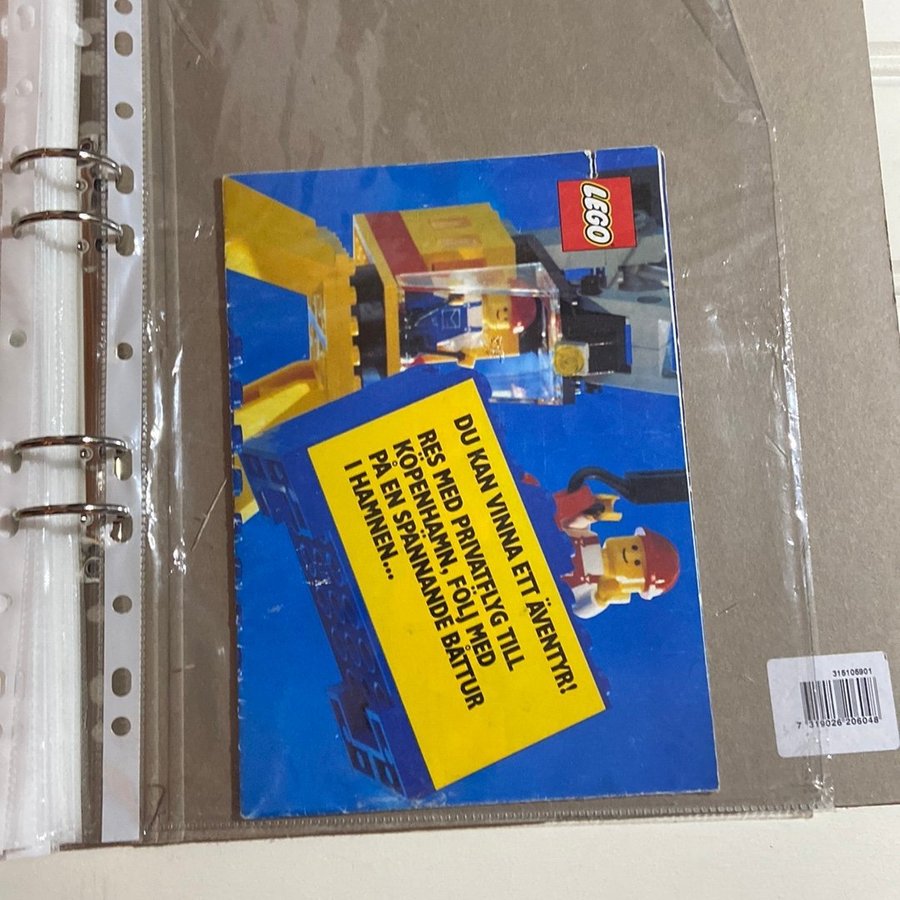 LEGO
DU KAN VINNA ETT ÄVENTYR!
RES MED PRIVATFLYG TILL
KÖPENHAMN, FÖLJ MED
PÅ EN SPÄNNANDE BÅTTUR
I HAMNEN...
315105901
7 319026 206048